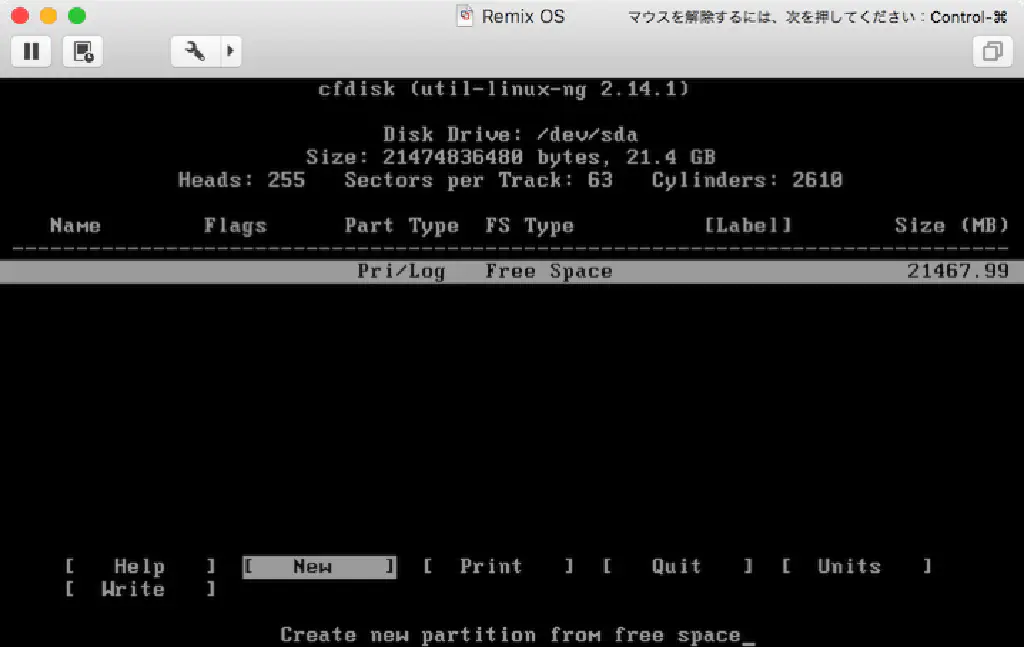 Remix OS マウスを解除するには、次を押してください：Control-⌘
cfdisk (util-linux-ng 2.14.1)
Disk Drive: /dev/sda
Size: 21474836480 bytes, 21.4 GB
Heads: 255 Sectors per Track: 63 Cylinders: 2610
Name Flags Part Type FS Type [Label] Size (MB)
Pri/Log Free Space 21467.99
[ Help ] [ New ] [ Print ] [ Quit ] [ Units ]
[ Write ]
Create new partition from free space_